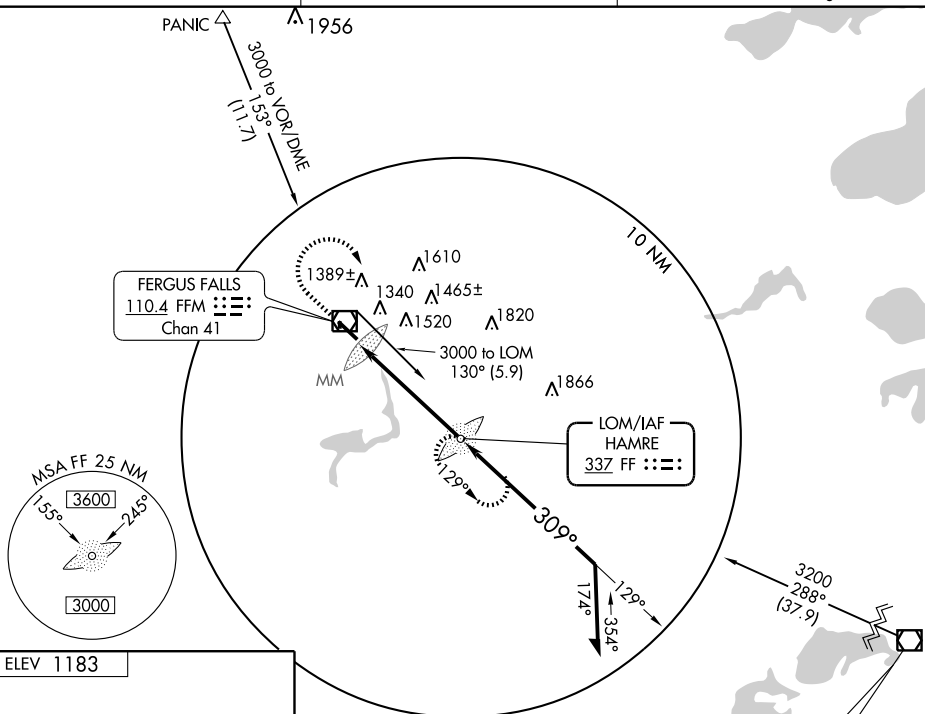 PANIC
1956
3000 to VOR/DME
153°
(11.7)
10 NM
1610
1389±
1340
1465±
1520
1820
FERGUS FALLS
110.4 FFM
Chan 41
3000 to LOM
130° (5.9)
MM
1866
LOM/IAF
HAMRE
337 FF
129°
MSA FF 25 NM
155°
3600
245°
3000
309°
174°
354°
129°
3200
288°
(37.9)
ELEV 1183